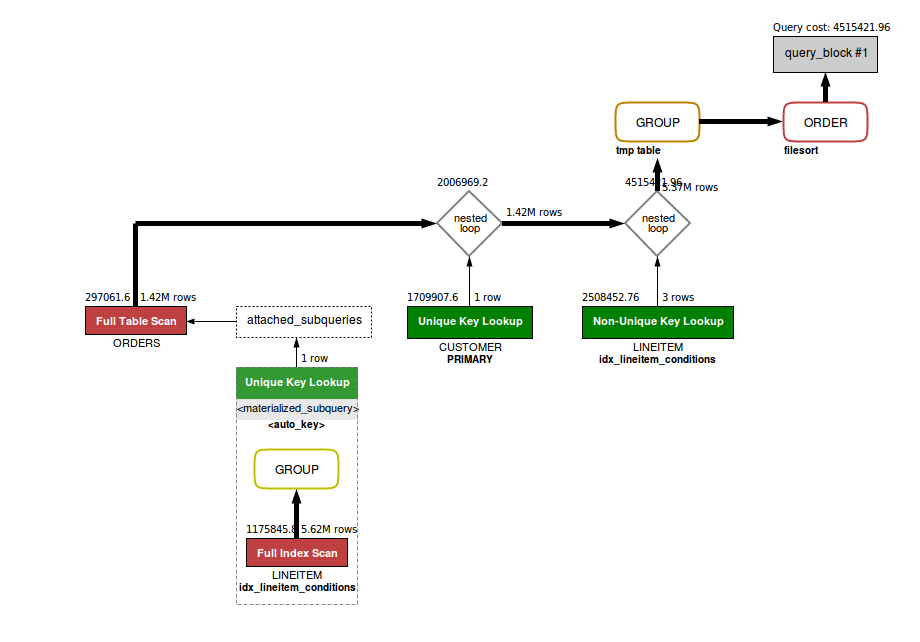 Query cost: 4515421.96
query_block #1
GROUP
ORDER
tmp table
filesort
2006969.2
4515421.96
5.37M rows
nested
loop
1.42M rows
nested
loop
297061.6
1.42M rows
1709907.6
1 row
2508452.76
3 rows
Full Table Scan
attached_subqueries
Unique Key Lookup
Non-Unique Key Lookup
ORDERS
CUSTOMER
PRIMARY
LINEITEM
idx_lineitem_conditions
1 row
Unique Key Lookup
<materialized_subquery>
<auto_key>
GROUP
1175845.8
5.62M rows
Full Index Scan
LINEITEM
idx_lineitem_conditions